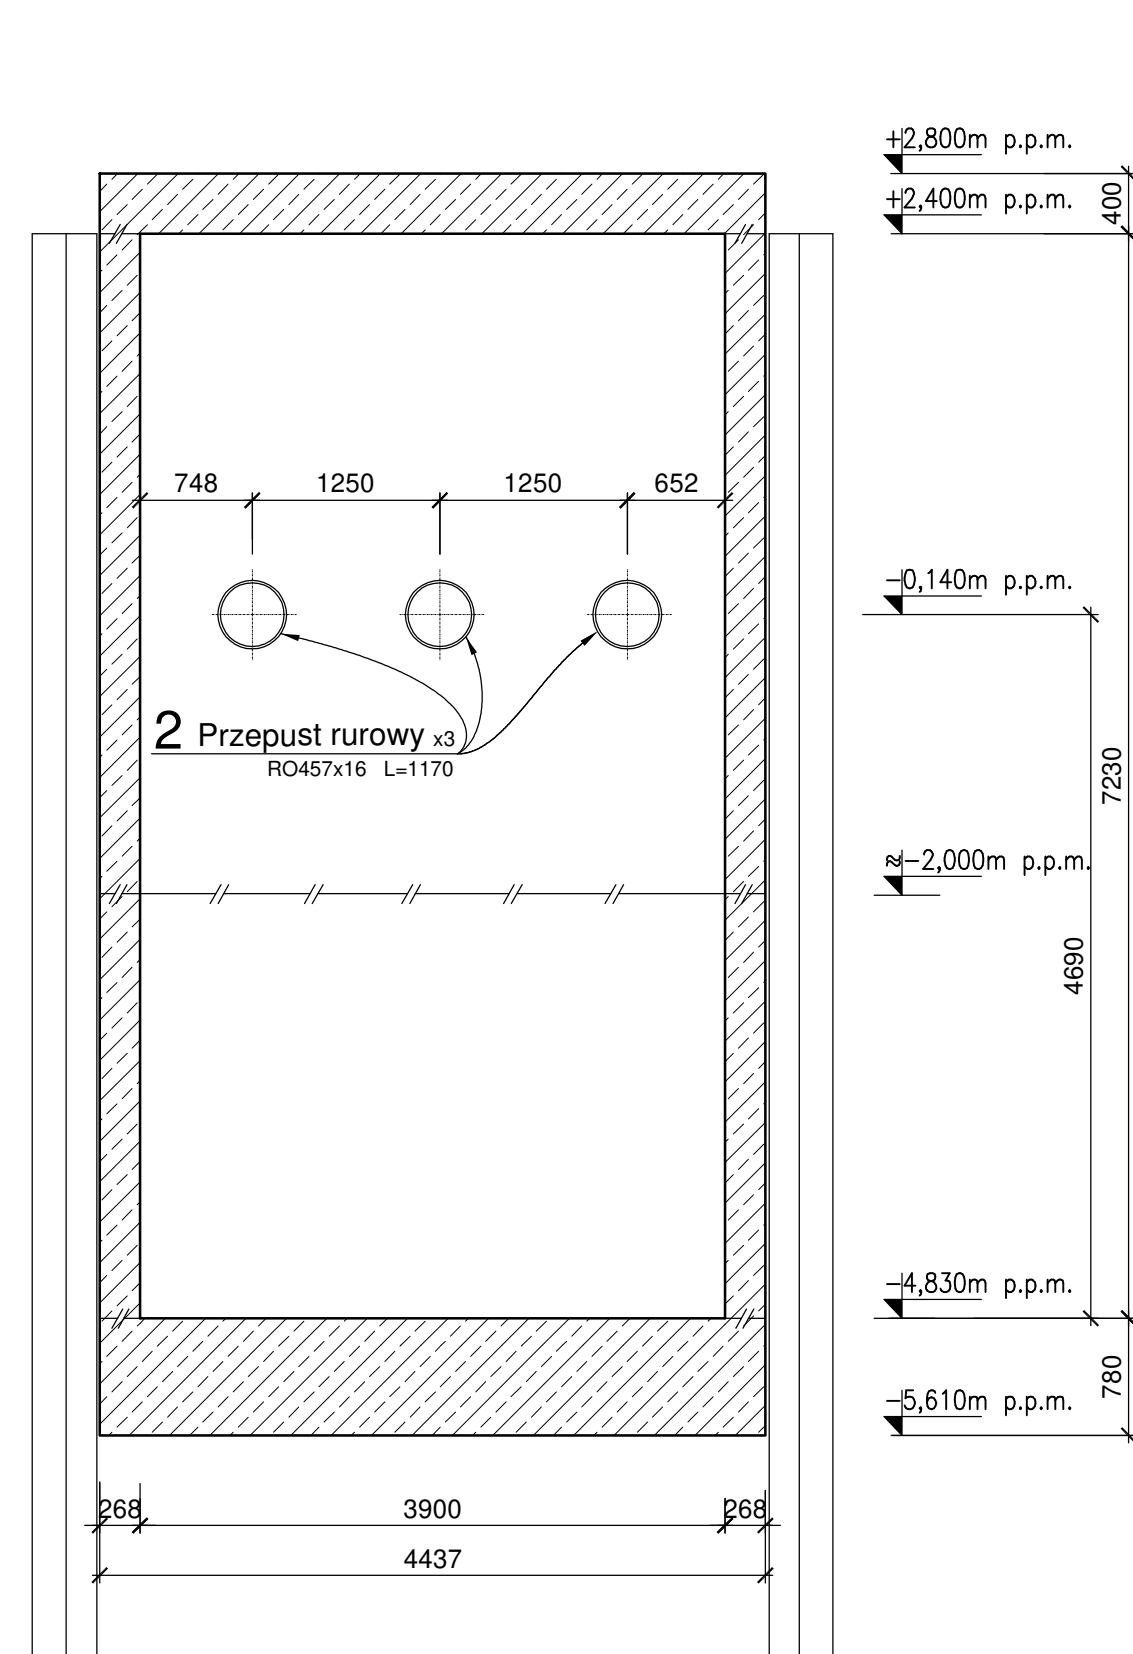 +2,800m p.p.m.
+2,400m p.p.m.
400
748 1250 1250 652
-0,140m p.p.m.
2 Przepust rurowy x3
RO457x16 L=1170
7230
≈-2,000m p.p.m.
4690
-4,830m p.p.m.
780
-5,610m p.p.m.
268 3900 268
4437